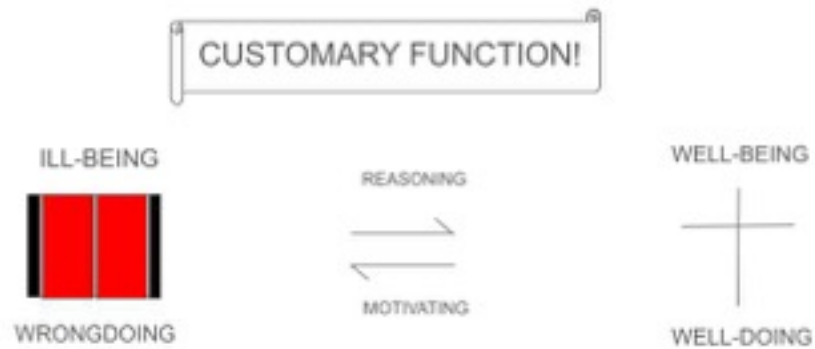 CUSTOMARY FUNCTION!
ILL-BEING
WELL-BEING
REASONING
MOTIVATING
WRONGDOING
WELL-DOING